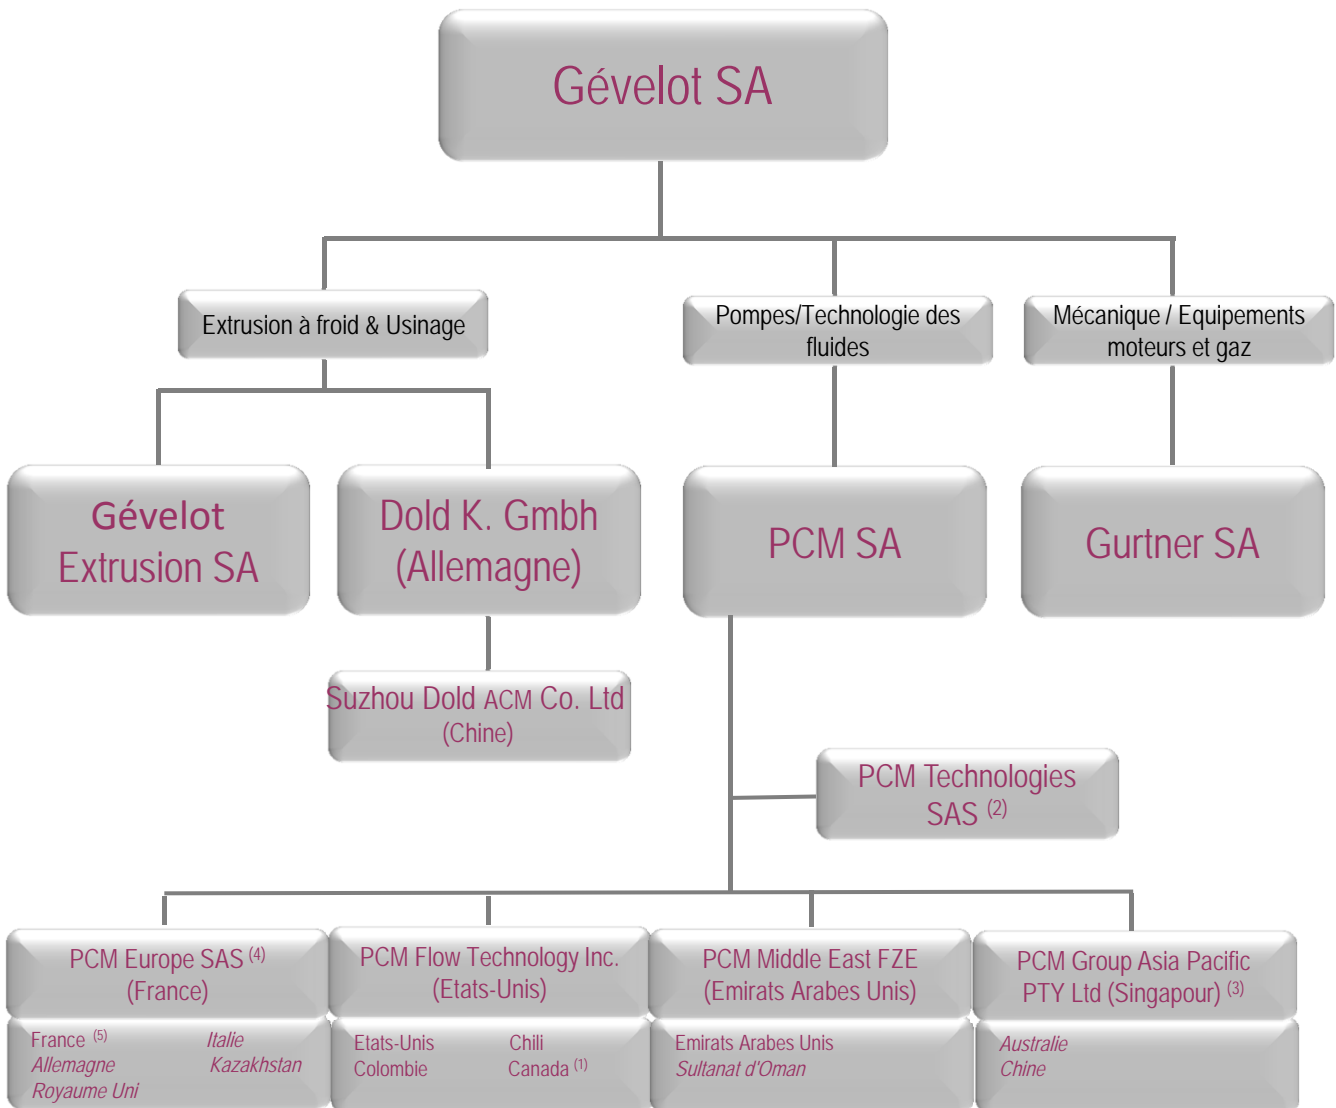 Gévelot SA
Extrusion à froid & Usinage
Pompes/Technologie des
fluides
Mécanique / Equipements
moteurs et gaz
Gévelot
Extrusion SA
Dold K. Gmbh
(Allemagne)
PCM SA
Gurtner SA
Suzhou Dold ACM Co. Ltd
(Chine)
PCM Technologies
SAS (2)
PCM Europe SAS (4)
(France)
PCM Flow Technology Inc.
(Etats-Unis)
PCM Middle East FZE
(Emirats Arabes Unis)
PCM Group Asia Pacific
PTY Ltd (Singapour) (3)
France (5) Italie
Allemagne Kazakhstan
Royaume Uni
Etats-Unis Chili
Colombie Canada (1)
Emirats Arabes Unis
Sultanat d'Oman
Australie
Chine